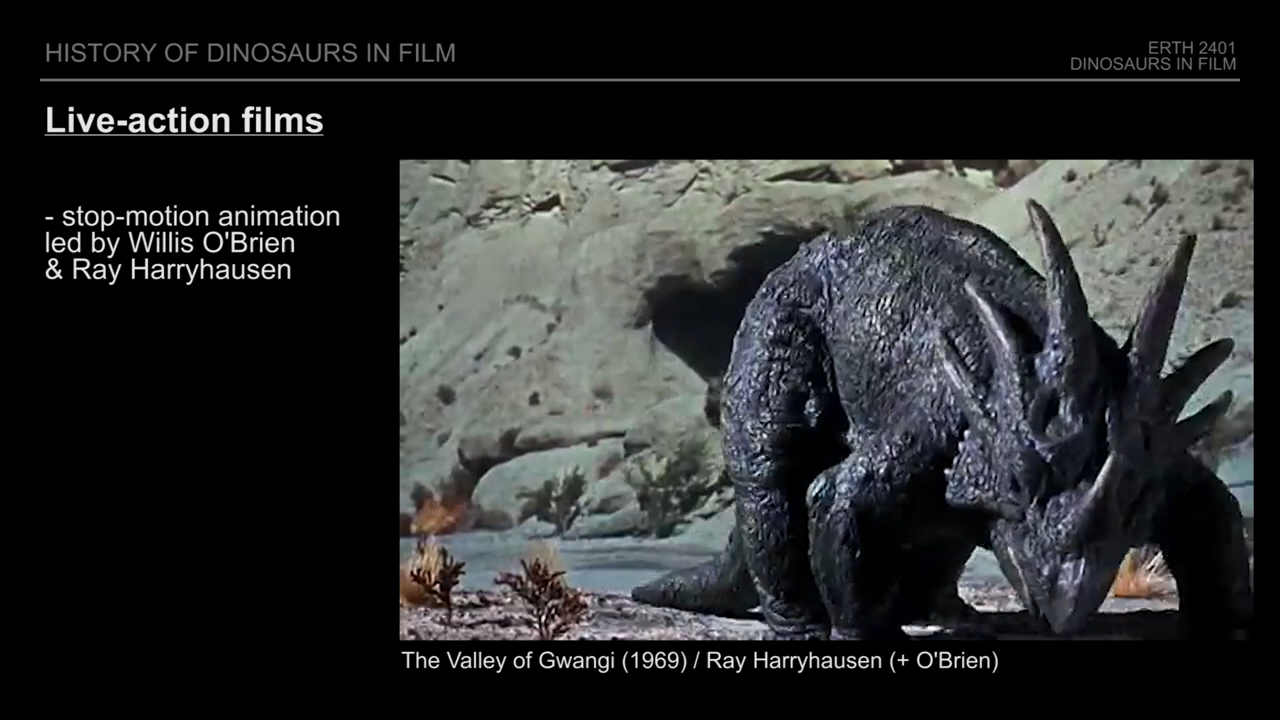 HISTORY OF DINOSAURS IN FILM
ERTH 2401
DINOSAURS IN FILM
Live-action films
- stop-motion animation
led by Willis O'Brien
& Ray Harryhausen
The Valley of Gwangi (1969) / Ray Harryhausen (+ O'Brien)